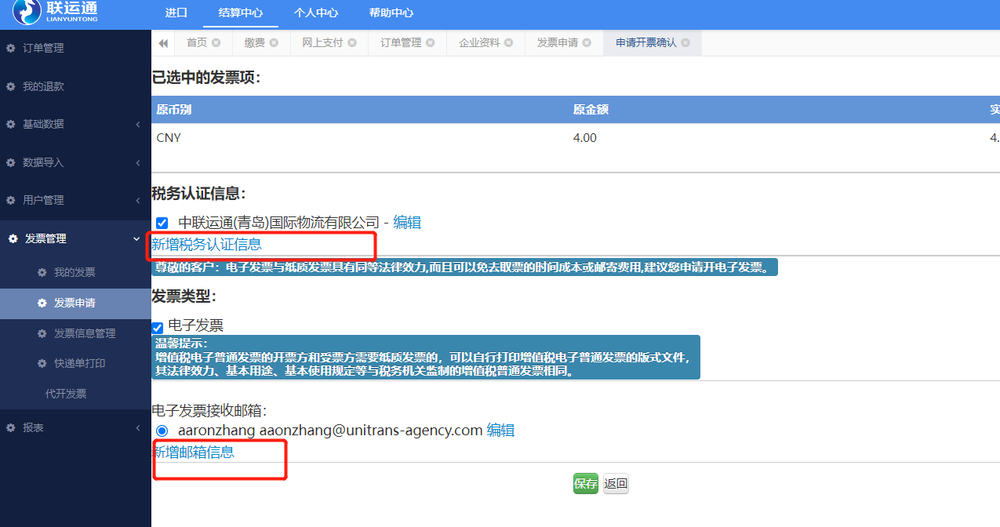 联运通
LIANYUNTONG
进口 结算中心 个人中心 帮助中心
首页 缴费 网上支付 订单管理 企业资料 发票申请 申请开票确认
订单管理
我的退款
基础数据
数据导入
用户管理
发票管理
我的发票
发票申请
发票信息管理
快递单打印
代开发票
报表
已选中的发票项：
原币别 原金额 实
CNY 4.00 4.
税务认证信息：
中联运通(青岛)国际物流有限公司 - 编辑
新增税务认证信息
尊敬的客户：电子发票与纸质发票具有同等法律效力,而且可以免去取票的时间成本或邮寄费用,建议您申请开电子发票。
发票类型：
电子发票
温馨提示：
增值税电子普通发票的开票方和受票方需要纸质发票的，可以自行打印增值税电子普通发票的版式文件，
其法律效力、基本用途、基本使用规定等与税务机关监制的增值税普通发票相同。
电子发票接收邮箱：
aaronzhang aaonzhang@unitrans-agency.com 编辑
新增邮箱信息
保存 返回